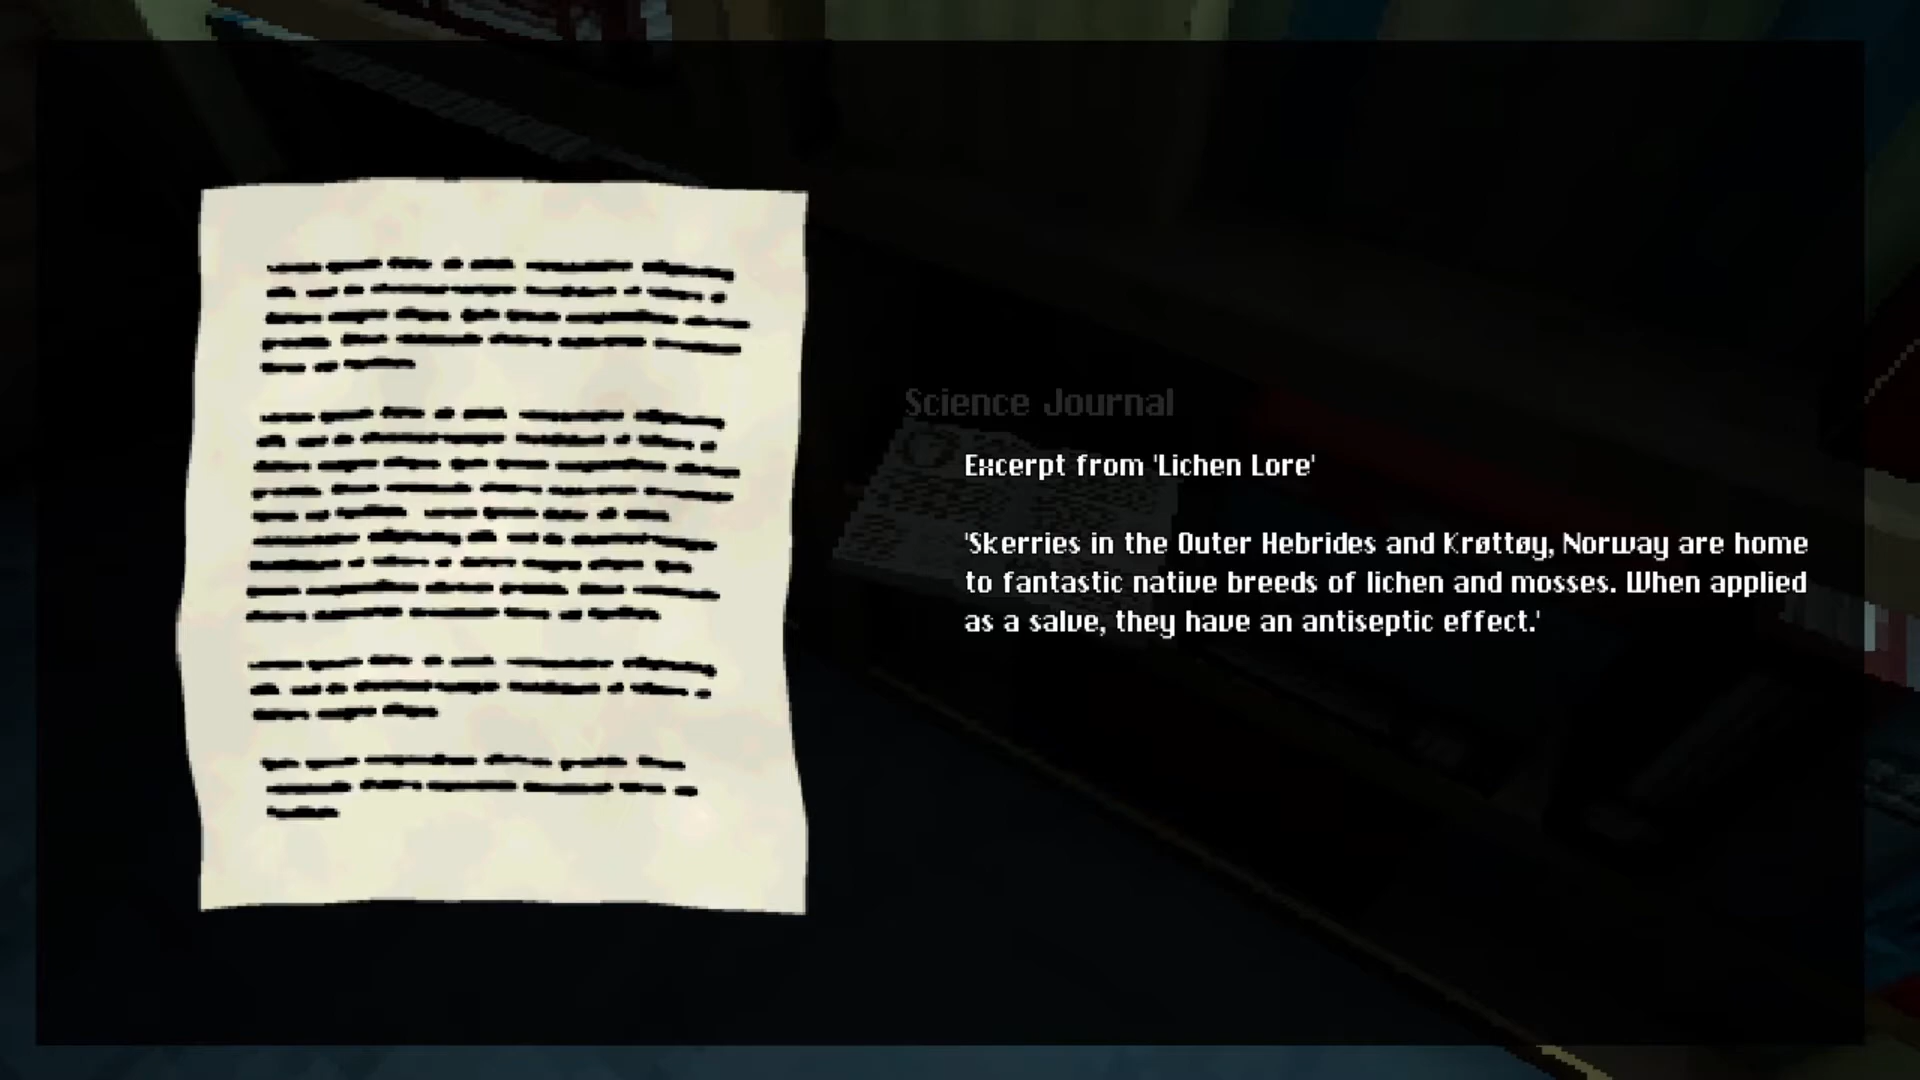 Science Journal
Excerpt from 'Lichen Lore'
'Skerries in the Outer Hebrides and Krøttøy, Norway are home
to fantastic native breeds of lichen and mosses. When applied
as a salve, they have an antiseptic effect.'